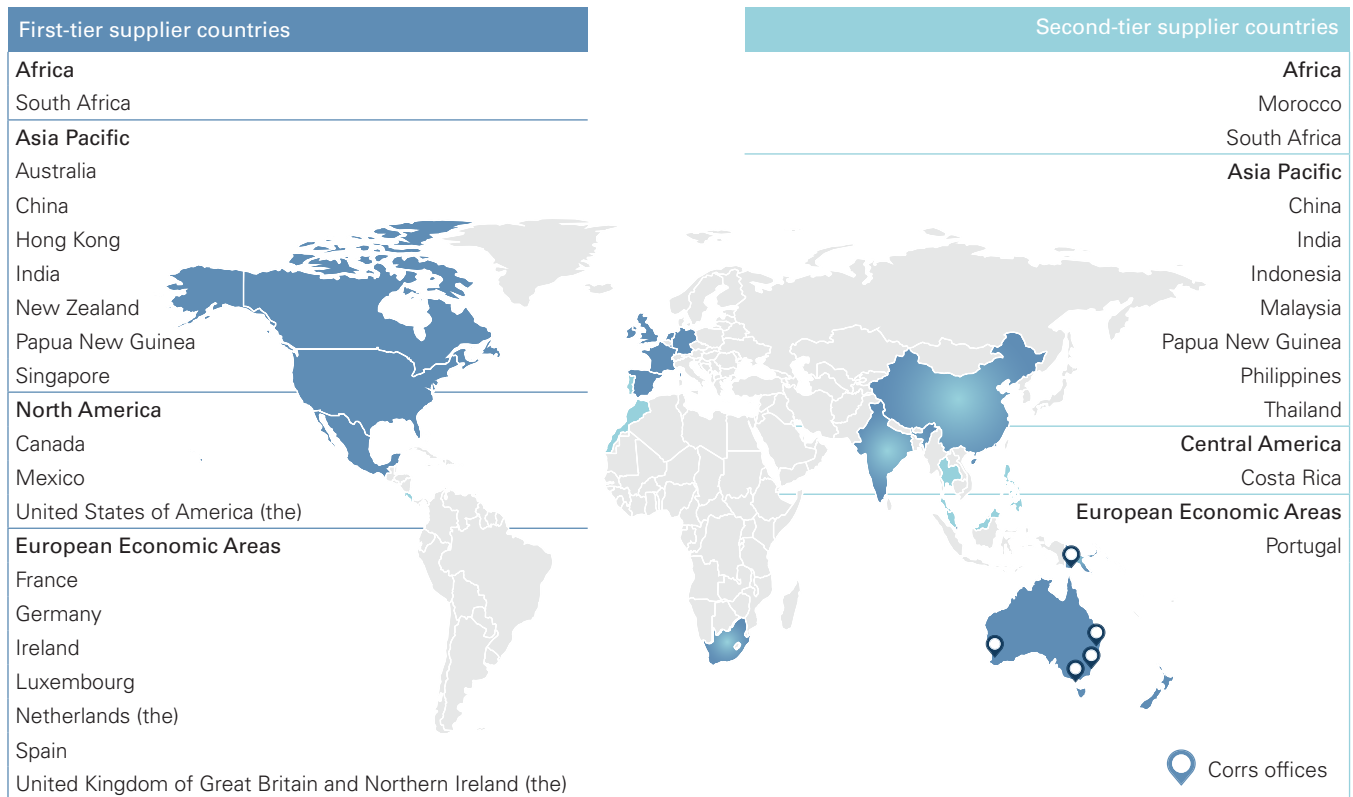 First-tier supplier countries
Africa
South Africa
Asia Pacific
Australia
China
Hong Kong
India
New Zealand
Papua New Guinea
Singapore
North America
Canada
Mexico
United States of America (the)
European Economic Areas
France
Germany
Ireland
Luxembourg
Netherlands (the)
Spain
United Kingdom of Great Britain and Northern Ireland (the)
Second-tier supplier countries
Africa
Morocco
South Africa
Asia Pacific
China
India
Indonesia
Malaysia
Papua New Guinea
Philippines
Thailand
Central America
Costa Rica
European Economic Areas
Portugal
Corrs offices